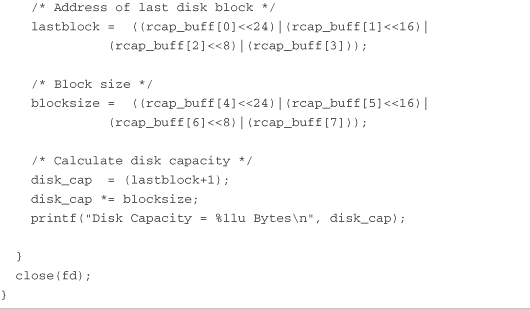 /* Address of last disk block */
lastblock =  ((rcap_buff[0]<<24)|(rcap_buff[1]<<16)|
(rcap_buff[2]<<8)|(rcap_buff[3]));
/* Block size */
blocksize =  ((rcap_buff[4]<<24)|(rcap_buff[5]<<16)|
(rcap_buff[6]<<8)|(rcap_buff[7]));
/* Calculate disk capacity */
disk_cap  = (lastblock+1);
disk_cap *= blocksize;
printf("Disk Capacity = %llu Bytes\n", disk_cap);
}
close(fd);
}